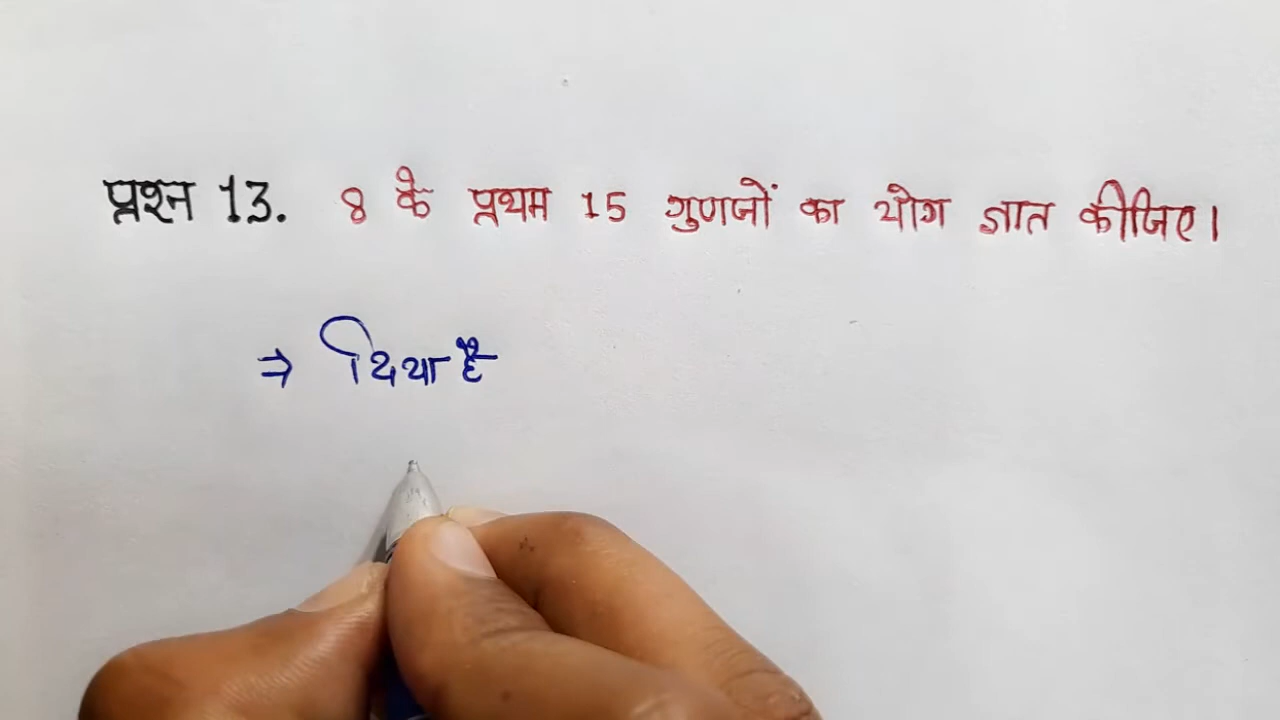 प्रश्न 13. 8 के प्रथम 15 गुणजों का योग ज्ञात कीजिए।
⇒ दिया है